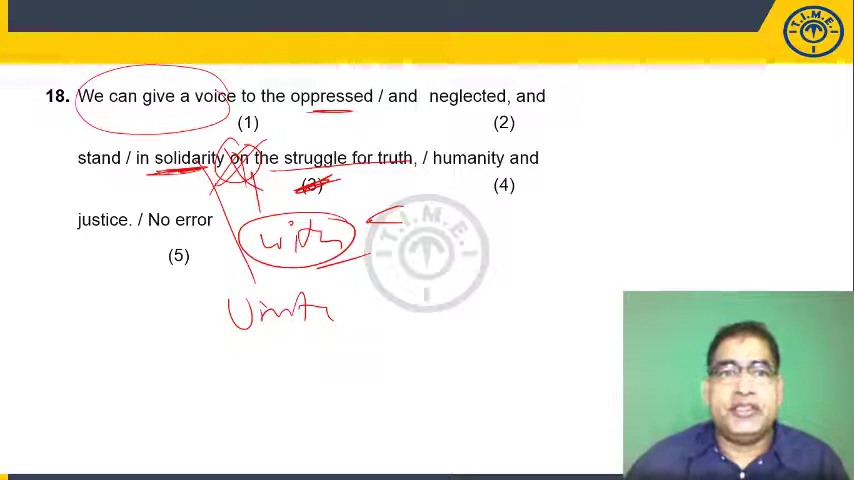 I T.I.M.E. I
18. We can give a voice to the oppressed / and neglected, and
(1) (2)
stand / in solidarity on the struggle for truth, / humanity and
(3) (4)
justice. / No error
with
(5)
I T.I.M.E. I